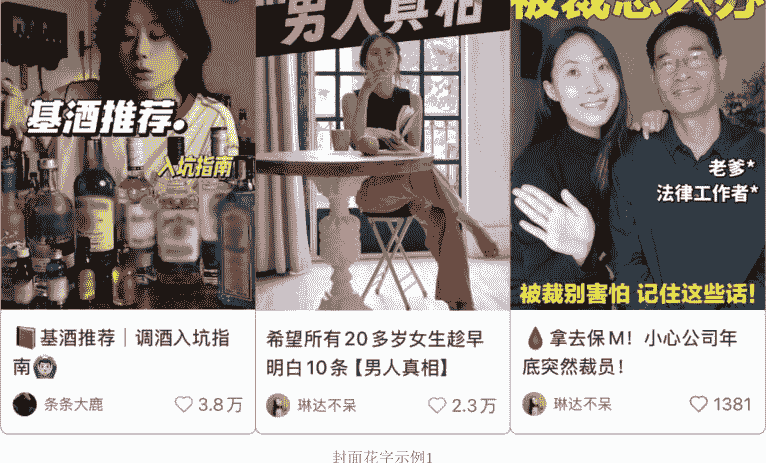 基酒推荐。
入坑指南
基酒推荐｜调酒入坑指
南
条条大鹿
3.8万
"男人真相
希望所有20多岁女生趁早
明白10条【男人真相】
琳达不呆
2.3万
被裁怎么办
老爹*
法律工作者*
被裁别害怕 记住这些话!
拿去保M！小心公司年
底突然裁员！
琳达不呆
1381
封面花字示例1